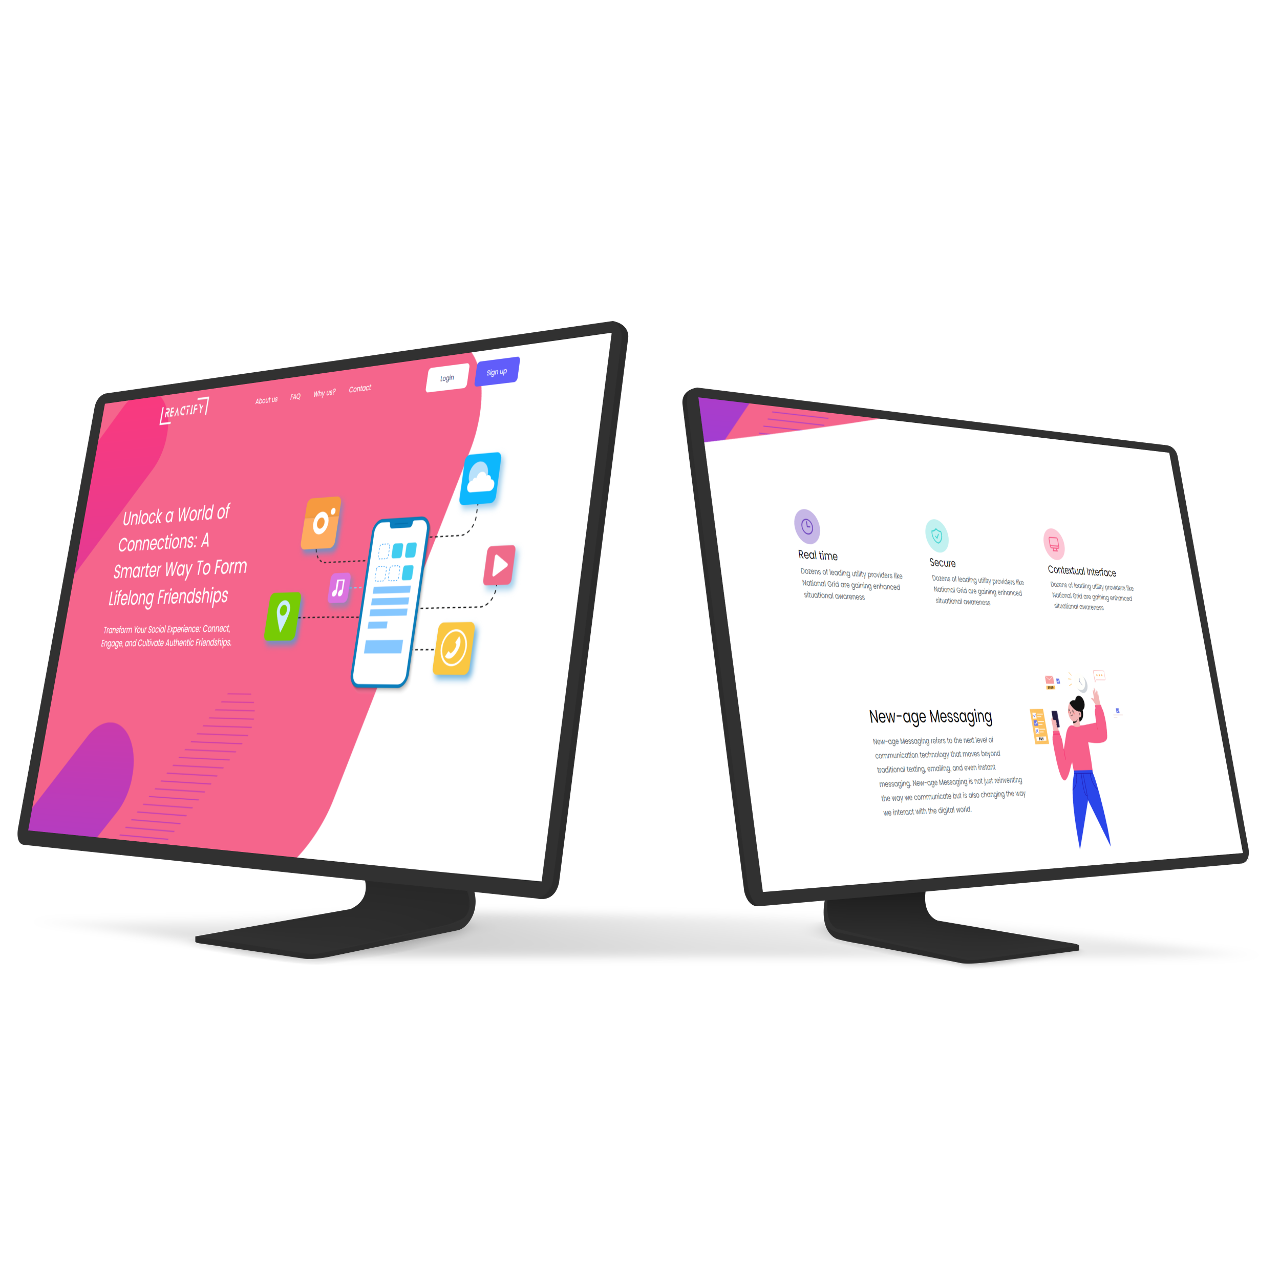 REACTIFY
About us
FAQ
Why us?
Contact
Login
Sign up
Unlock a World of
Connections: A
Smarter Way To Form
Lifelong Friendships
Transform Your Social Experience: Connect,
Engage, and Cultivate Authentic Friendships.
Real time
Dozens of leading utility providers like
National Grid are gaining enhanced
situational awareness
Secure
Dozens of leading utility providers like
National Grid are gaining enhanced
situational awareness
Contextual Interface
Dozens of leading utility providers like
National Grid are gaining enhanced
situational awareness
New-age Messaging
New-age Messaging refers to the next level of
communication technology that moves beyond
traditional texting, emailing, and even instant
messaging. New-age Messaging is not just reinventing
the way we communicate but is also changing the way
we interact with the digital world.